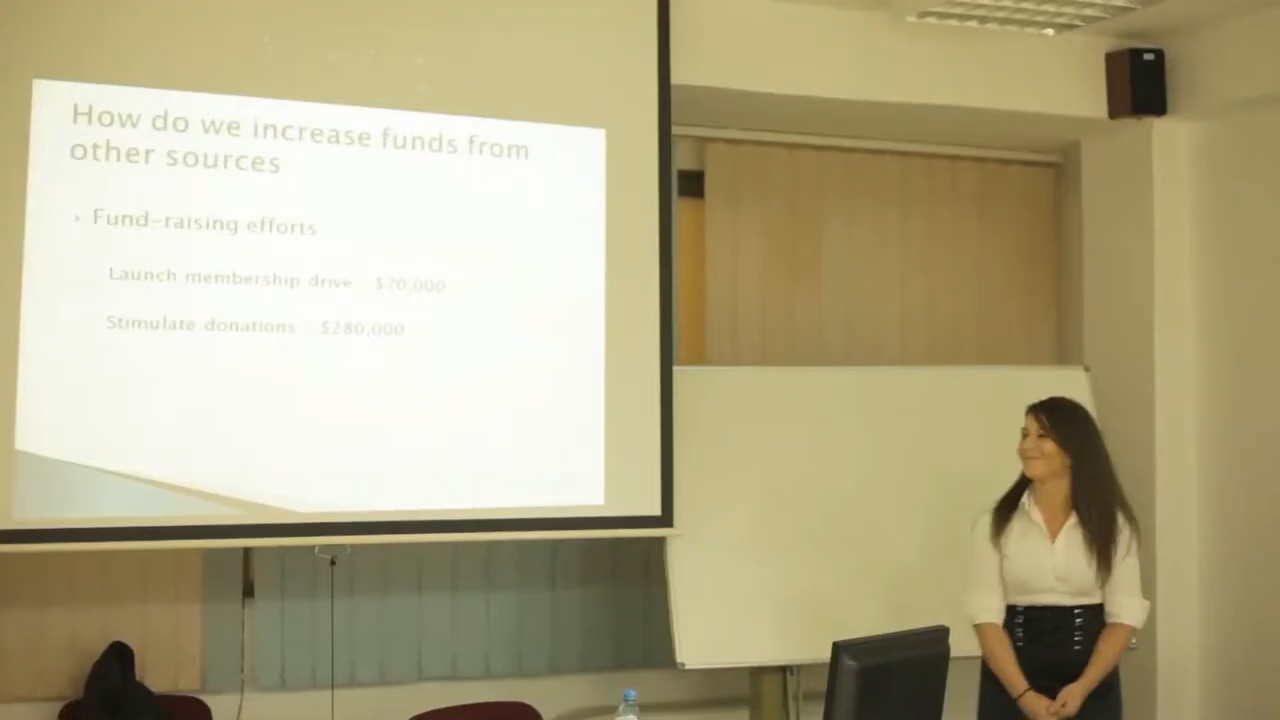 How do we increase funds from
other sources
Fund-raising efforts
Launch membership drive $70,000
Stimulate donations $280,000